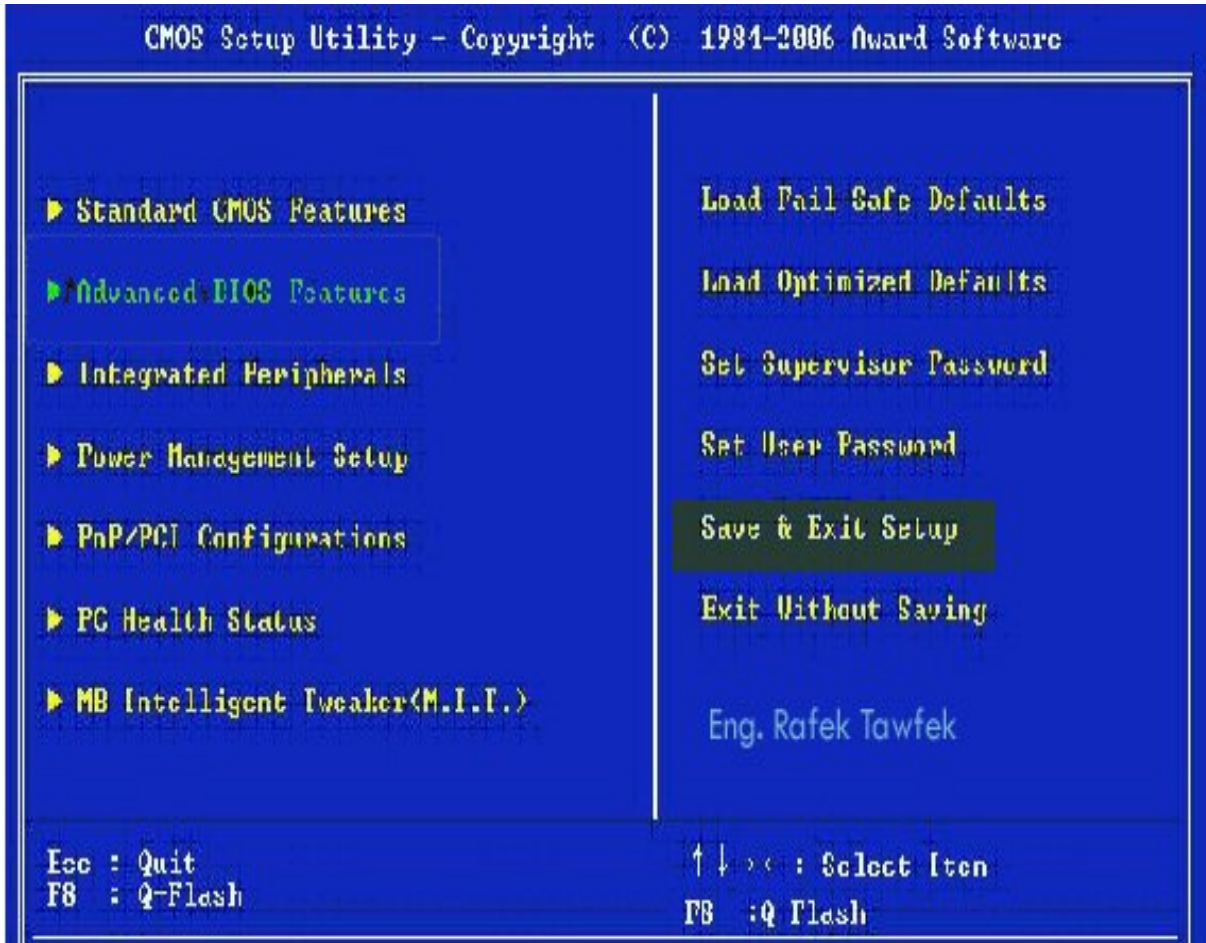 CMOS Setup Utility - Copyright (C) 1984-2006 Award Software
Standard CMOS Features
Advanced BIOS Features
Integrated Peripherals
Power Management Setup
PnP/PCI Configurations
PC Health Status
MB Intelligent Tweaker(M.I.T.)
Load Fail Safe Defaults
Load Optimized Defaults
Set Supervisor Password
Set User Password
Save & Exit Setup
Exit Without Saving
Eng. Rafek Tawfek
Esc : Quit
F8 : Q-Flash
↑↓→← : Select Item
F8 :Q Flash